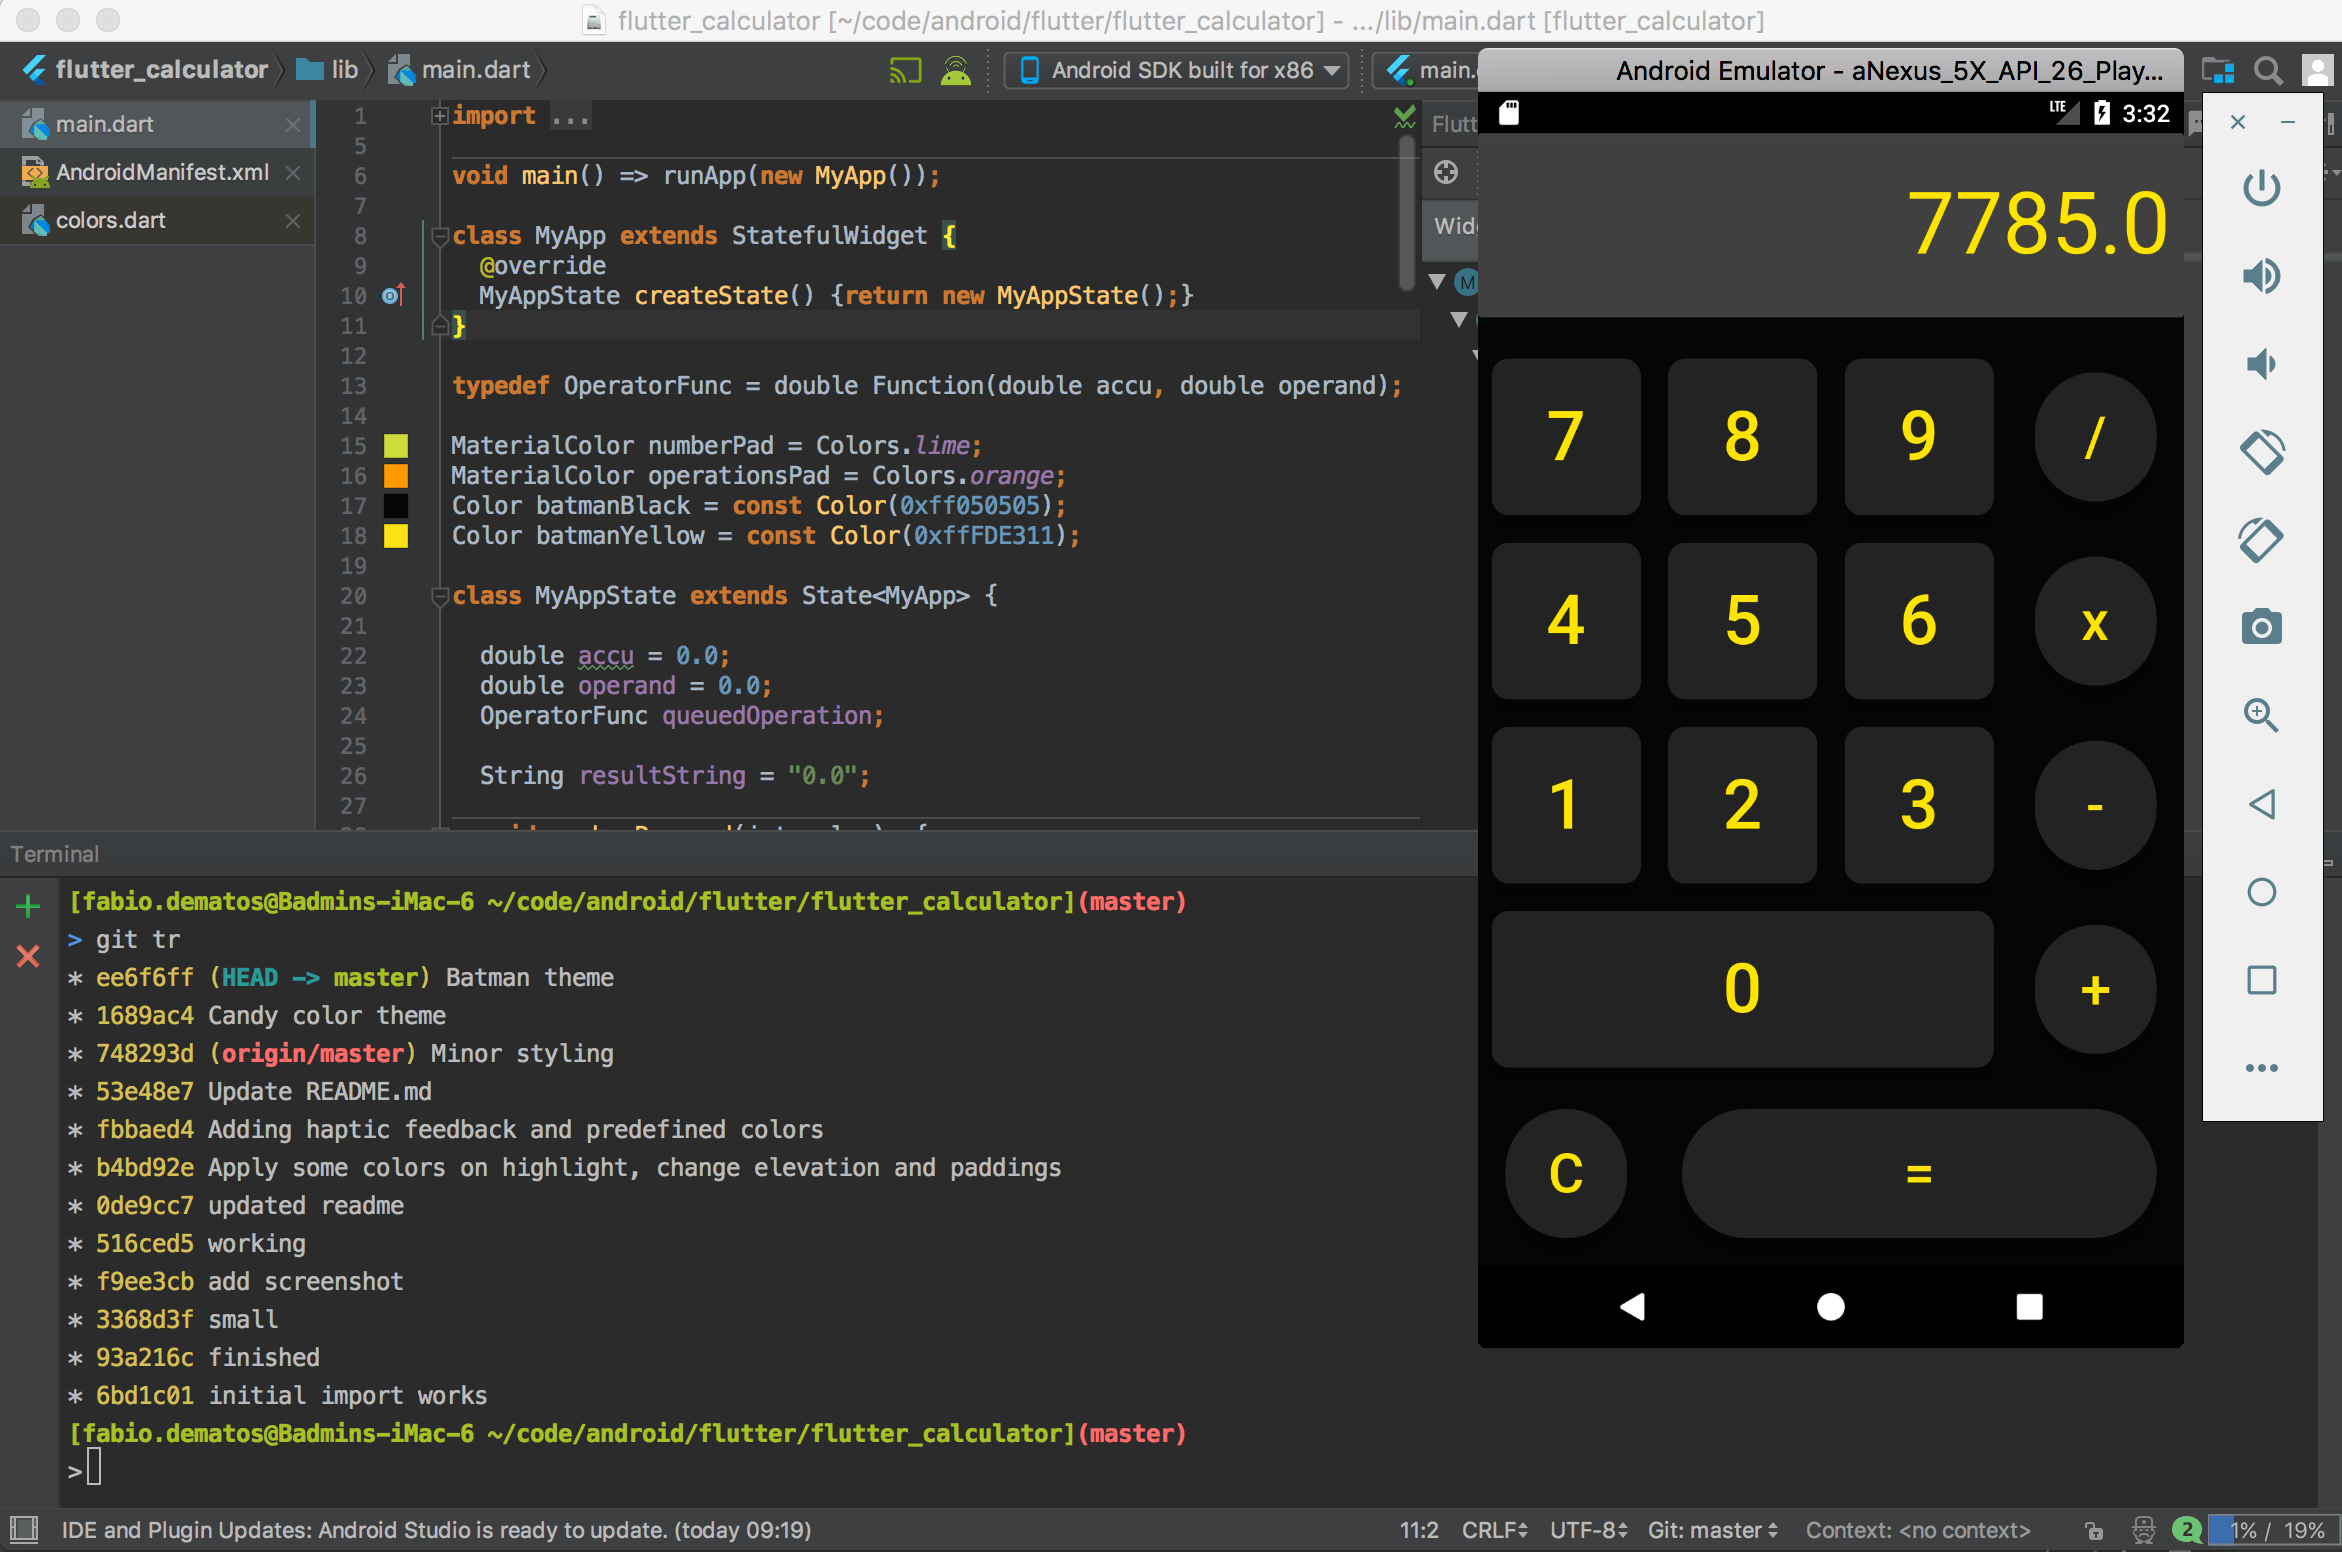 flutter_calculator [~/code/android/flutter/flutter_calculator] - .../lib/main.dart [flutter_calculator]
flutter_calculator lib main.dart
Android SDK built for x86
main.
main.dart
AndroidManifest.xml
colors.dart
1 import ...
5
6 void main() => runApp(new MyApp());
7
8 class MyApp extends StatefulWidget {
9 @override
10 MyAppState createState() {return new MyAppState();}
11 }
12
13 typedef OperatorFunc = double Function(double accu, double operand);
14
15 MaterialColor numberPad = Colors.lime;
16 MaterialColor operationsPad = Colors.orange;
17 Color batmanBlack = const Color(0xff050505);
18 Color batmanYellow = const Color(0xffFDE311);
19
20 class MyAppState extends State<MyApp> {
21
22 double accu = 0.0;
23 double operand = 0.0;
24 OperatorFunc queuedOperation;
25
26 String resultString = "0.0";
27
Flutt
Wid
M
Android Emulator - aNexus_5X_API_26_Play...
LTE 3:32
7785.0
7 8 9 /
4 5 6 x
1 2 3 -
0 +
C =
Terminal
[fabio.dematos@Badmins-iMac-6 ~/code/android/flutter/flutter_calculator](master)
> git tr
* ee6f6ff (HEAD -> master) Batman theme
* 1689ac4 Candy color theme
* 748293d (origin/master) Minor styling
* 53e48e7 Update README.md
* fbbaed4 Adding haptic feedback and predefined colors
* b4bd92e Apply some colors on highlight, change elevation and paddings
* 0de9cc7 updated readme
* 516ced5 working
* f9ee3cb add screenshot
* 3368d3f small
* 93a216c finished
* 6bd1c01 initial import works
[fabio.dematos@Badmins-iMac-6 ~/code/android/flutter/flutter_calculator](master)
>
IDE and Plugin Updates: Android Studio is ready to update. (today 09:19)
11:2 CRLF UTF-8 Git: master Context: <no context> 2 1% / 19%